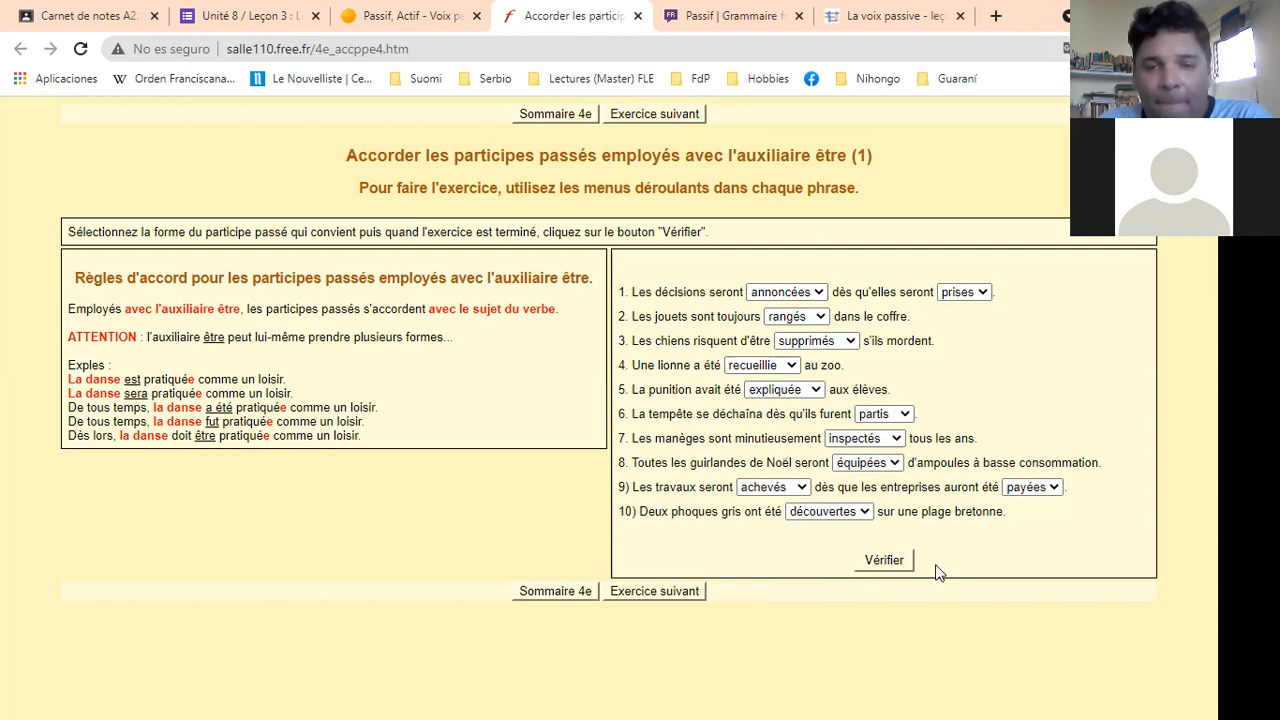 Carnet de notes A2
Unité 8 / Leçon 3 : L
Passif, Actif - Voix pa
Accorder les particip
Passif | Grammaire f
La voix passive - leç
No es seguro
salle110.free.fr/4e_accppe4.htm
Aplicaciones
Orden Franciscana...
Le Nouvelliste | Ce...
Suomi
Serbio
Lectures (Master) FLE
FdP
Hobbies
Nihongo
Guaraní
Sommaire 4e
Exercice suivant
Accorder les participes passés employés avec l'auxiliaire être (1)
Pour faire l'exercice, utilisez les menus déroulants dans chaque phrase.
Sélectionnez la forme du participe passé qui convient puis quand l'exercice est terminé, cliquez sur le bouton "Vérifier".
Règles d'accord pour les participes passés employés avec l'auxiliaire être.
Employés avec l'auxiliaire être, les participes passés s'accordent avec le sujet du verbe.
ATTENTION : l'auxiliaire être peut lui-même prendre plusieurs formes...
Exples :
La danse est pratiquée comme un loisir.
La danse sera pratiquée comme un loisir.
De tous temps, la danse a été pratiquée comme un loisir.
De tous temps, la danse fut pratiquée comme un loisir.
Dès lors, la danse doit être pratiquée comme un loisir.
1. Les décisions seront annoncées dès qu'elles seront prises.
2. Les jouets sont toujours rangés dans le coffre.
3. Les chiens risquent d'être supprimés s'ils mordent.
4. Une lionne a été recueillie au zoo.
5. La punition avait été expliquée aux élèves.
6. La tempête se déchaîna dès qu'ils furent partis.
7. Les manèges sont minutieusement inspectés tous les ans.
8. Toutes les guirlandes de Noël seront équipées d'ampoules à basse consommation.
9) Les travaux seront achevés dès que les entreprises auront été payées.
10) Deux phoques gris ont été découvertes sur une plage bretonne.
Vérifier
Sommaire 4e
Exercice suivant